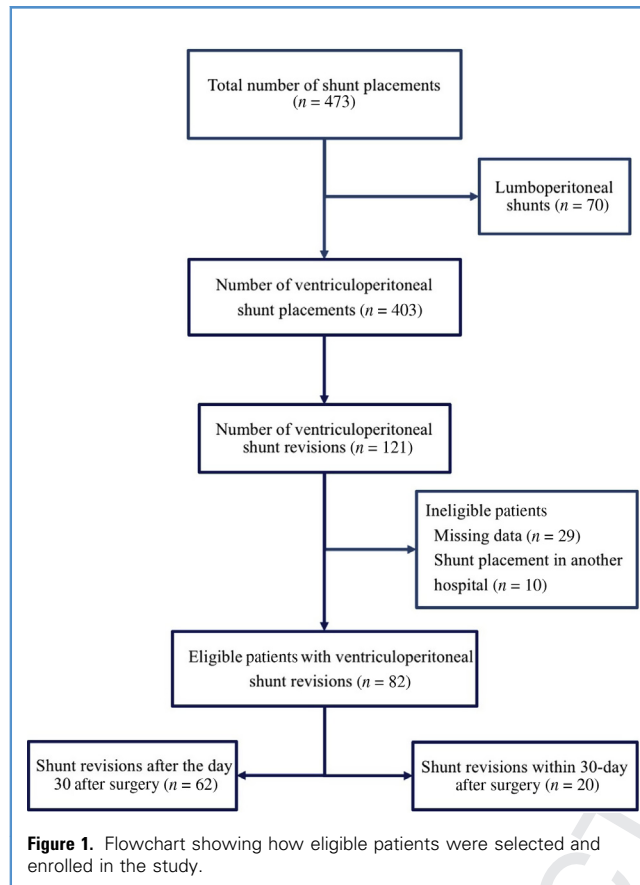 Total number of shunt placements
(n = 473)
Lumboperitoneal
shunts (n = 70)
Number of ventriculoperitoneal
shunt placements (n = 403)
Number of ventriculoperitoneal
shunt revisions (n = 121)
Ineligible patients
Missing data (n = 29)
Shunt placement in another
hospital (n = 10)
Eligible patients with ventriculoperitoneal
shunt revisions (n = 82)
Shunt revisions after the day
30 after surgery (n = 62)
Shunt revisions within 30-day
after surgery (n = 20)
Figure 1. Flowchart showing how eligible patients were selected and
enrolled in the study.